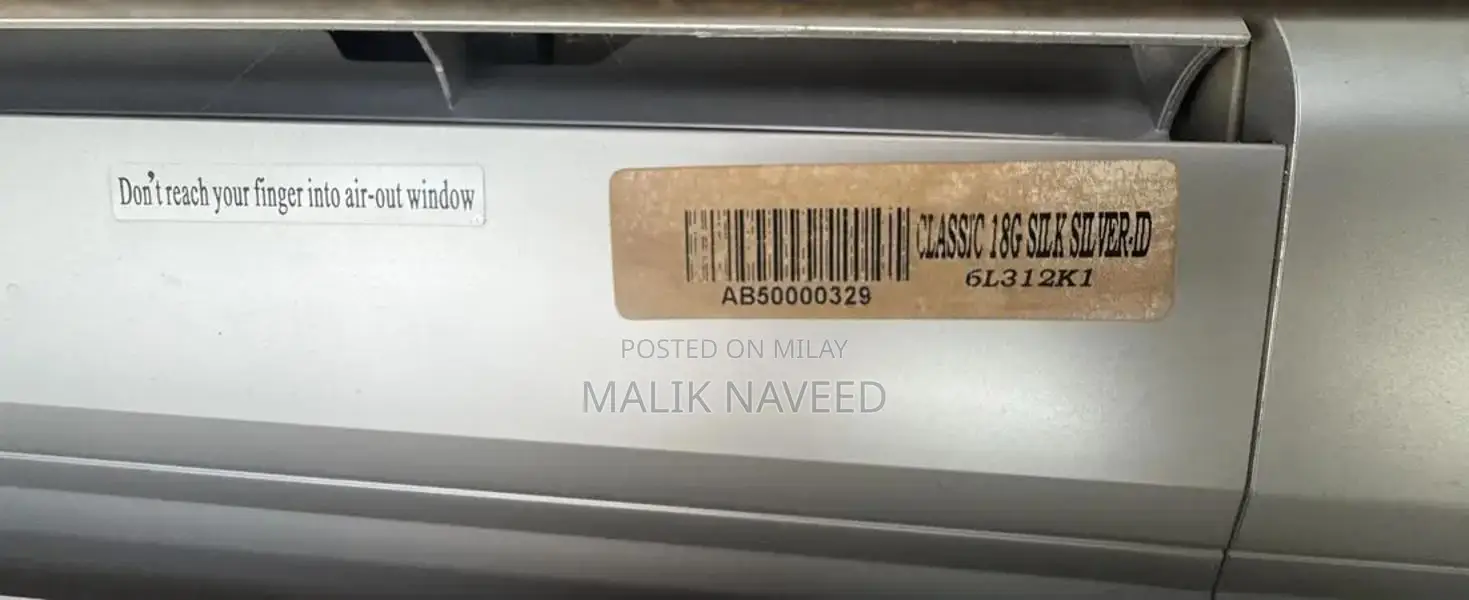 Don't reach your finger into air-out window
CLASSIC 18G SILK SILVER-ID
6L312K1
AB50000329
POSTED ON MILAY
MALIK NAVEED